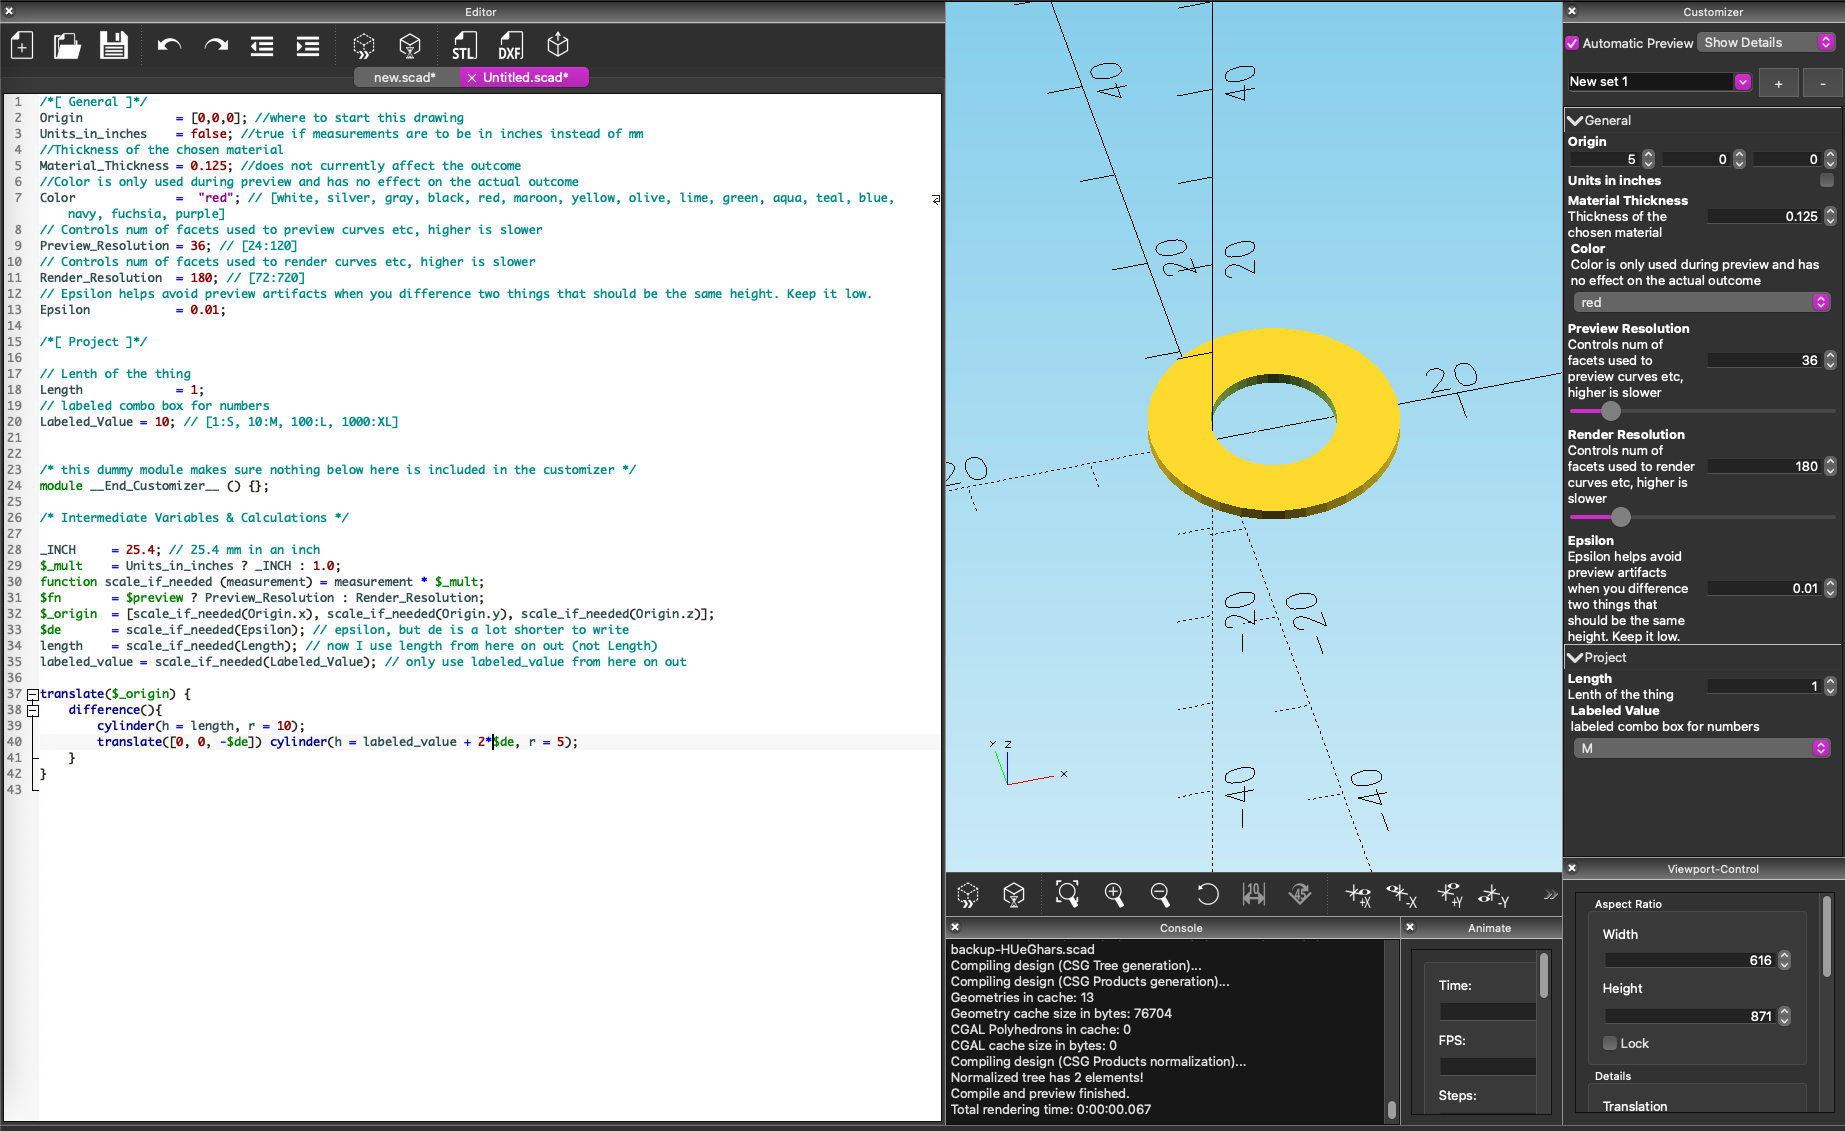 Editor
STL
DXF
new.scad*
Untitled.scad*
1 /*[ General ]*/
2 Origin = [0,0,0]; //where to start this drawing
3 Units_in_inches = false; //true if measurements are to be in inches instead of mm
4 //Thickness of the chosen material
5 Material_Thickness = 0.125; //does not currently affect the outcome
6 //Color is only used during preview and has no effect on the actual outcome
7 Color = "red"; // [white, silver, gray, black, red, maroon, yellow, olive, lime, green, aqua, teal, blue,
navy, fuchsia, purple]
8 // Controls num of facets used to preview curves etc, higher is slower
9 Preview_Resolution = 36; // [24:120]
10 // Controls num of facets used to render curves etc, higher is slower
11 Render_Resolution = 180; // [72:720]
12 // Epsilon helps avoid preview artifacts when you difference two things that should be the same height. Keep it low.
13 Epsilon = 0.01;
14
15 /*[ Project ]*/
16
17 // Lenth of the thing
18 Length = 1;
19 // labeled combo box for numbers
20 Labeled_Value = 10; // [1:S, 10:M, 100:L, 1000:XL]
21
22
23 /* this dummy module makes sure nothing below here is included in the customizer */
24 module __End_Customizer__ () {};
25
26 /* Intermediate Variables & Calculations */
27
28 _INCH = 25.4; // 25.4 mm in an inch
29 $_mult = Units_in_inches ? _INCH : 1.0;
30 function scale_if_needed (measurement) = measurement * $_mult;
31 $fn = $preview ? Preview_Resolution : Render_Resolution;
32 $_origin = [scale_if_needed(Origin.x), scale_if_needed(Origin.y), scale_if_needed(Origin.z)];
33 $de = scale_if_needed(Epsilon); // epsilon, but de is a lot shorter to write
34 length = scale_if_needed(Length); // now I use length from here on out (not Length)
35 labeled_value = scale_if_needed(Labeled_Value); // only use labeled_value from here on out
36
37 translate($_origin) {
38 difference(){
39 cylinder(h = length, r = 10);
40 translate([0, 0, -$de]) cylinder(h = labeled_value + 2*$de, r = 5);
41 }
42 }
43
40
40
20
20
20
20
-20
-20
-40
-40
Y
Z
X
10
45
+X
-X
+Y
-Y
Console
backup-HUeGhars.scad
Compiling design (CSG Tree generation)...
Compiling design (CSG Products generation)...
Geometries in cache: 13
Geometry cache size in bytes: 76704
CGAL Polyhedrons in cache: 0
CGAL cache size in bytes: 0
Compiling design (CSG Products normalization)...
Normalized tree has 2 elements!
Compile and preview finished.
Total rendering time: 0:00:00.067
Animate
Time:
FPS:
Steps:
Customizer
Automatic Preview
Show Details
New set 1
+
-
General
Origin
5
0
0
Units in inches
Material Thickness
Thickness of the
chosen material
0.125
Color
Color is only used during preview and has
no effect on the actual outcome
red
Preview Resolution
Controls num of
facets used to
preview curves etc,
higher is slower
36
Render Resolution
Controls num of
facets used to render
curves etc, higher is
slower
180
Epsilon
Epsilon helps avoid
preview artifacts
when you difference
two things that
should be the same
height. Keep it low.
0.01
Project
Length
Lenth of the thing
1
Labeled Value
labeled combo box for numbers
M
Viewport-Control
Aspect Ratio
Width
616
Height
871
Lock
Details
Translation